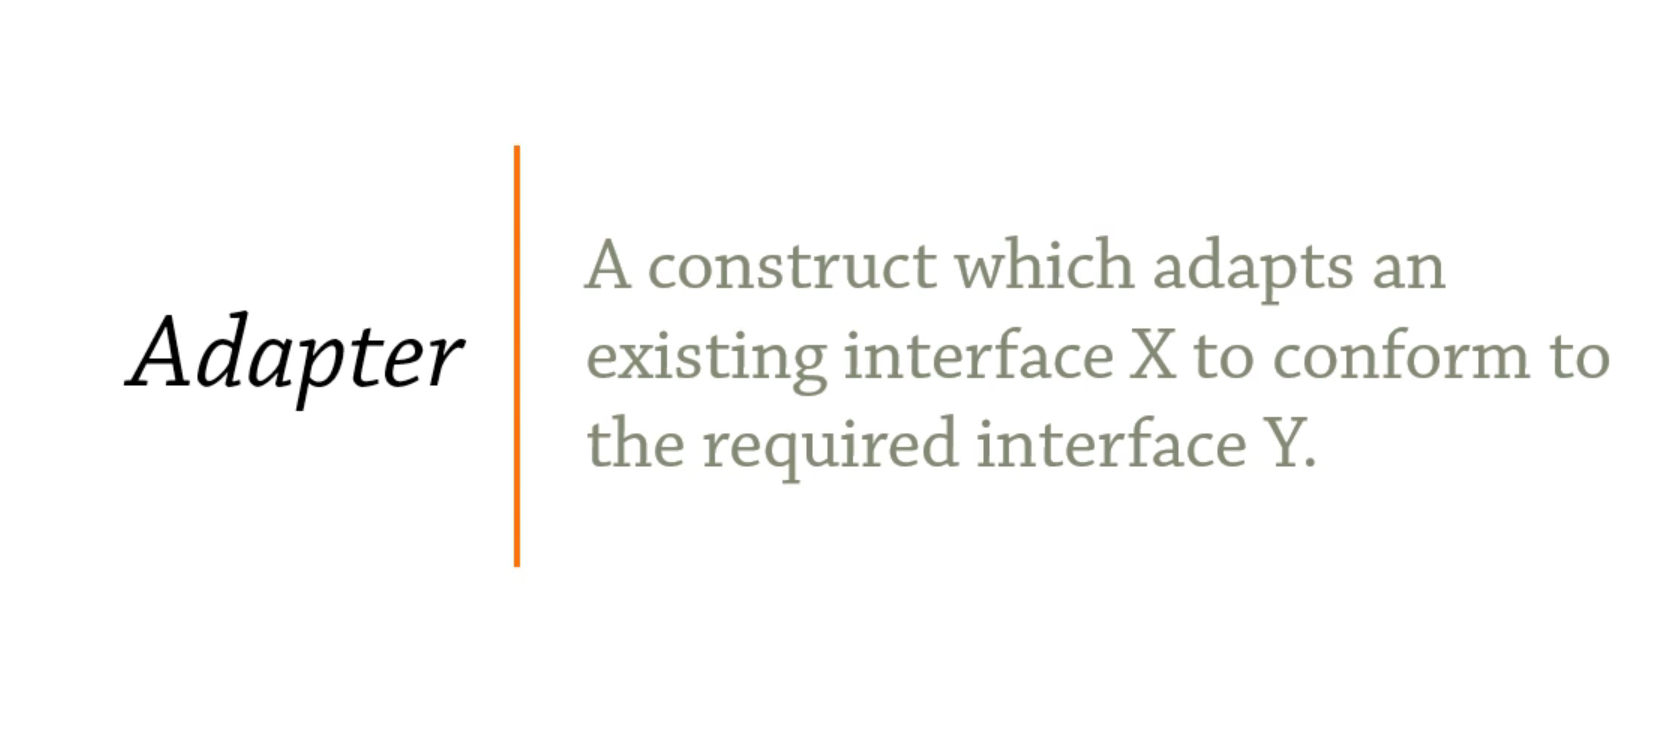 Adapter
A construct which adapts an
existing interface X to conform to
the required interface Y.